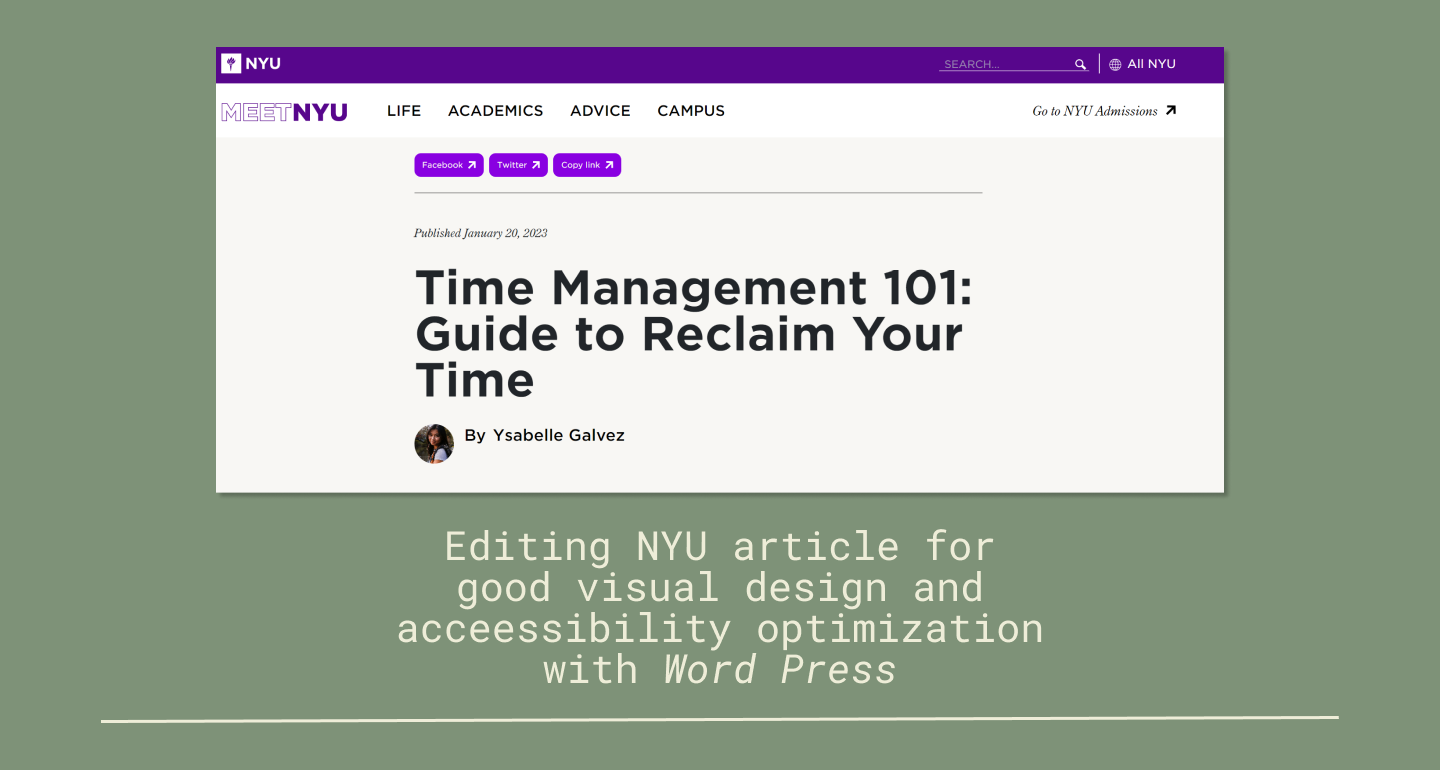 NYU
SEARCH...
All NYU
MEETNYU
LIFE
ACADEMICS
ADVICE
CAMPUS
Go to NYU Admissions
Facebook
Twitter
Copy link
Published January 20, 2023
Time Management 101:
Guide to Reclaim Your
Time
By Ysabelle Galvez
Editing NYU article for
good visual design and
acceessibility optimization
with Word Press